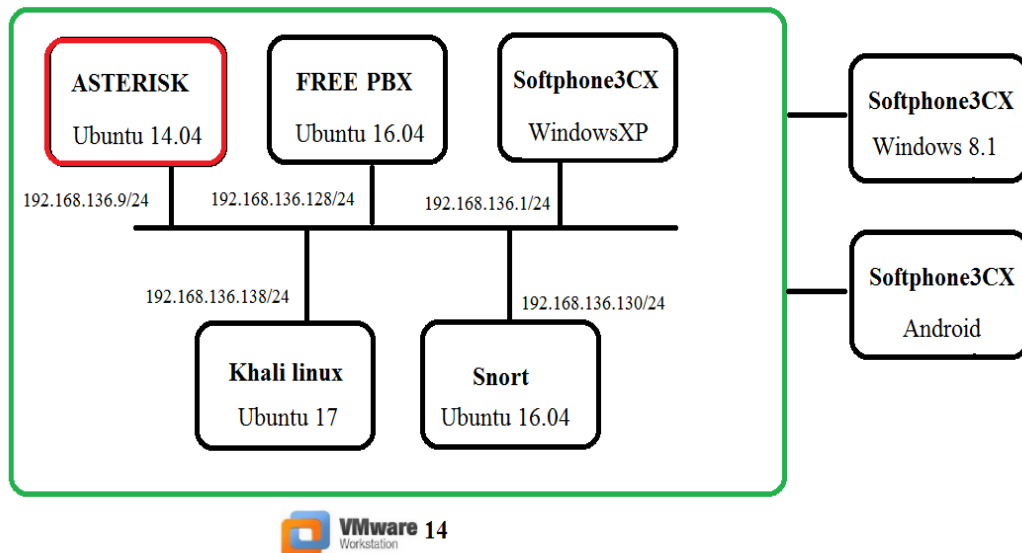 ASTERISK
Ubuntu 14.04
FREE PBX
Ubuntu 16.04
Softphone3CX
WindowsXP
Softphone3CX
Windows 8.1
192.168.136.9/24
192.168.136.128/24
192.168.136.1/24
Softphone3CX
Android
192.168.136.138/24
192.168.136.130/24
Khali linux
Ubuntu 17
Snort
Ubuntu 16.04
VMware 14
Workstation